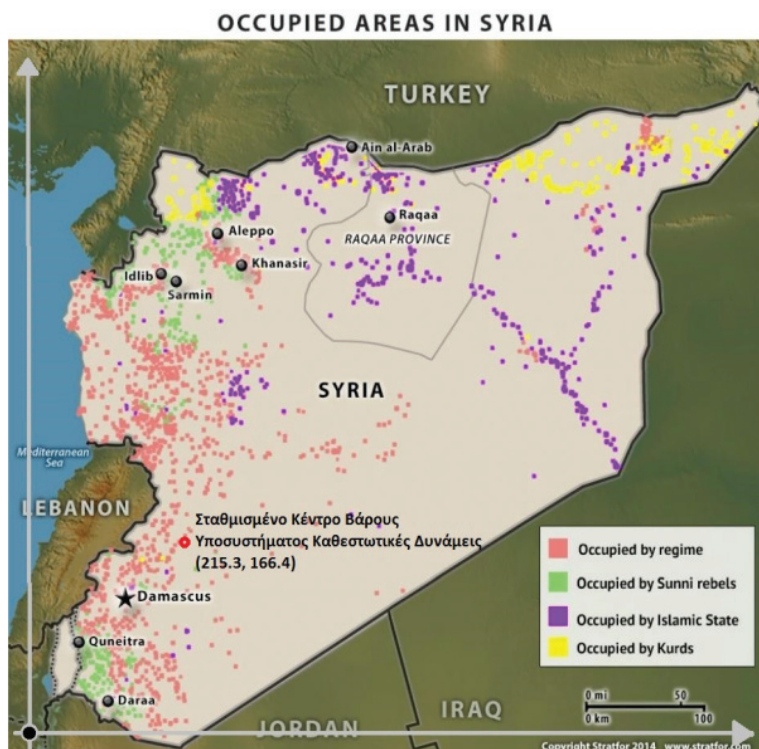 OCCUPIED AREAS IN SYRIA
TURKEY
Ain al-Arab
Raqaa
RAQAA PROVINCE
Aleppo
Khanasir
Idlib
Sarmin
SYRIA
Mediterranean
Sea
LEBANON
Σταθμισμένο Κέντρο Βάρους
Υποσυστήματος Καθεστωτικές Δυνάμεις
(215.3, 166.4)
Damascus
Quneitra
Daraa
JORDAN
IRAQ
Occupied by regime
Occupied by Sunni rebels
Occupied by Islamic State
Occupied by Kurds
0 mi 50
0 km 100
Copyright Stratfor 2014 www.stratfor.com